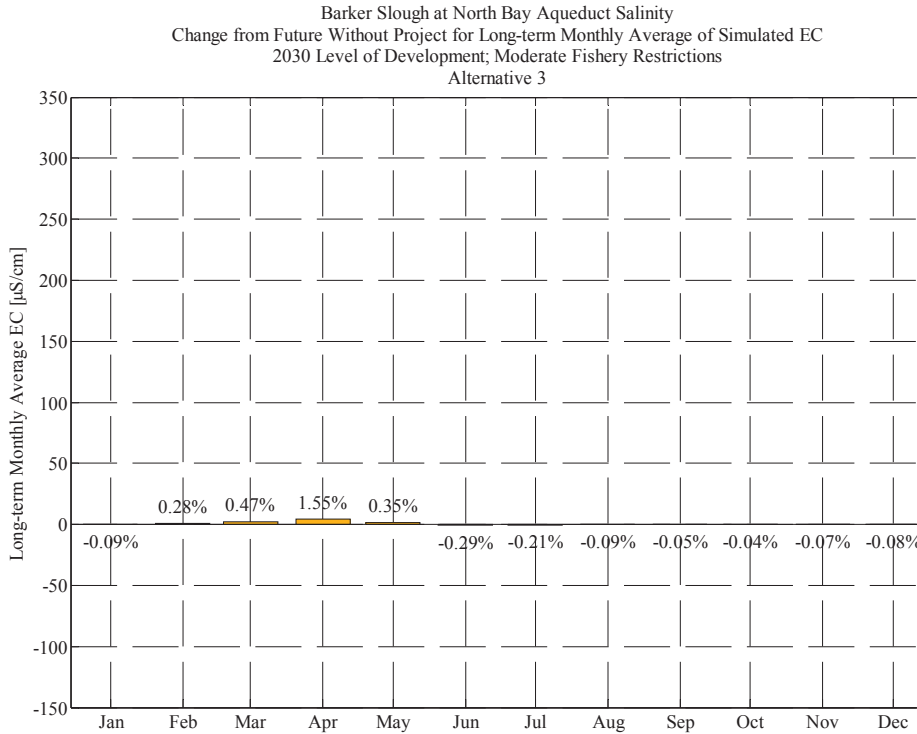 Barker Slough at North Bay Aqueduct Salinity
Change from Future Without Project for Long-term Monthly Average of Simulated EC
2030 Level of Development; Moderate Fishery Restrictions
Alternative 3
Long-term Monthly Average EC [µS/cm]
350
300
250
200
150
100
50
0
-50
-100
-150
-0.09% 0.28% 0.47% 1.55% 0.35% -0.29% -0.21% -0.09% -0.05% -0.04% -0.07% -0.08%
Jan Feb Mar Apr May Jun Jul Aug Sep Oct Nov Dec